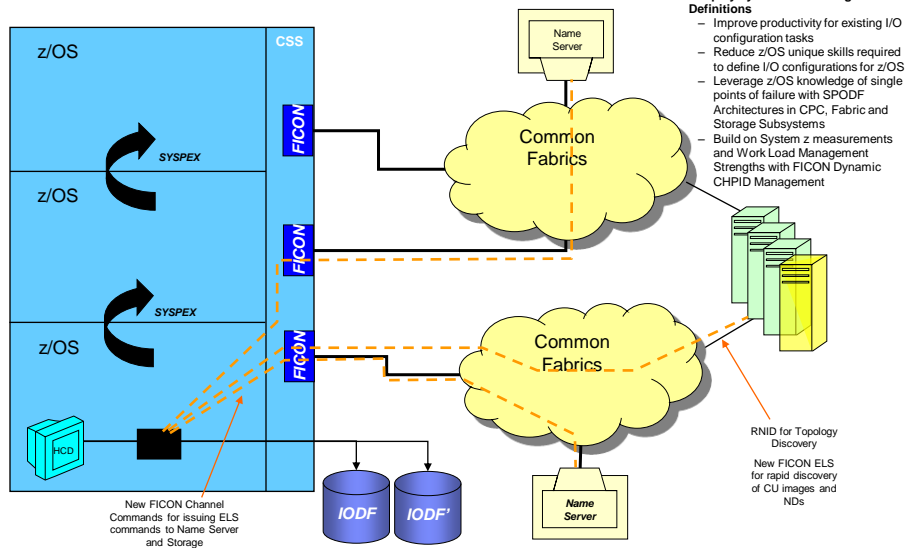 Definitions
– Improve productivity for existing I/O
configuration tasks
– Reduce z/OS unique skills required
to define I/O configurations for z/OS
– Leverage z/OS knowledge of single
points of failure with SPODF
Architectures in CPC, Fabric and
Storage Subsystems
– Build on System z measurements
and Work Load Management
Strengths with FICON Dynamic
CHPID Management
z/OS
CSS
Name
Server
FICON
Common
Fabrics
SYSPEX
z/OS
FICON
SYSPEX
z/OS
FICON
Common
Fabrics
HCD
RNID for Topology
Discovery
New FICON ELS
for rapid discovery
of CU images and
NDs
New FICON Channel
Commands for issuing ELS
commands to Name Server
and Storage
IODF
IODF'
Name
Server